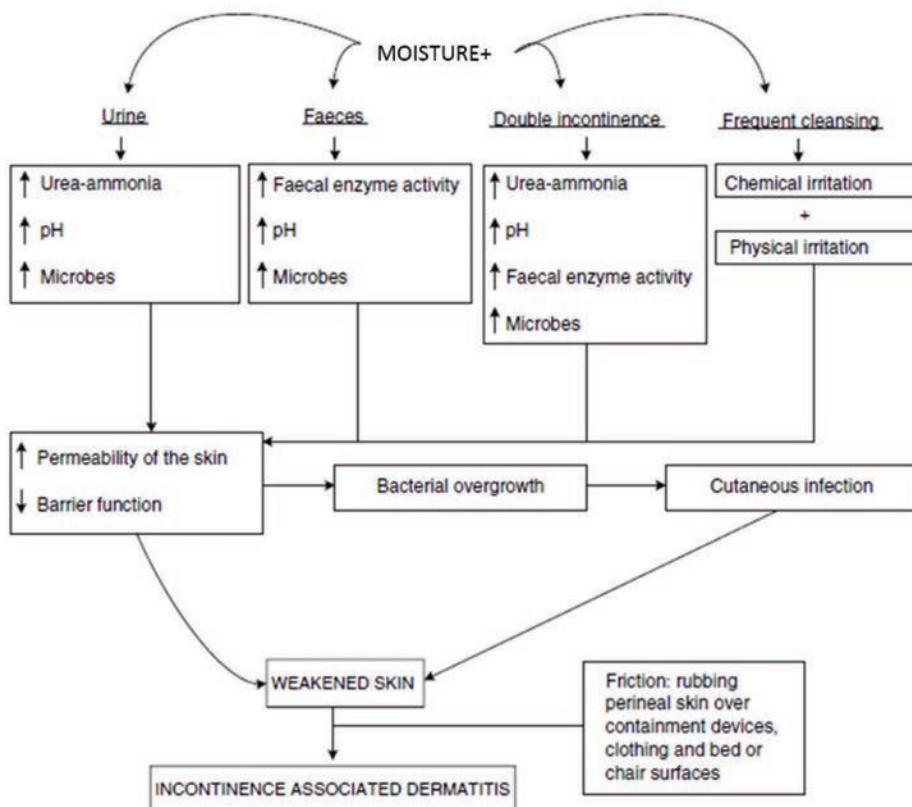 MOISTURE+
Urine
Faeces
Double incontinence
Frequent cleansing
↑ Urea-ammonia
↑ pH
↑ Microbes
↑ Faecal enzyme activity
↑ pH
↑ Microbes
↑ Urea-ammonia
↑ pH
↑ Faecal enzyme activity
↑ Microbes
Chemical irritation
+
Physical irritation
↑ Permeability of the skin
↓ Barrier function
Bacterial overgrowth
Cutaneous infection
WEAKENED SKIN
Friction: rubbing
perineal skin over
containment devices,
clothing and bed or
chair surfaces
INCONTINENCE ASSOCIATED DERMATITIS